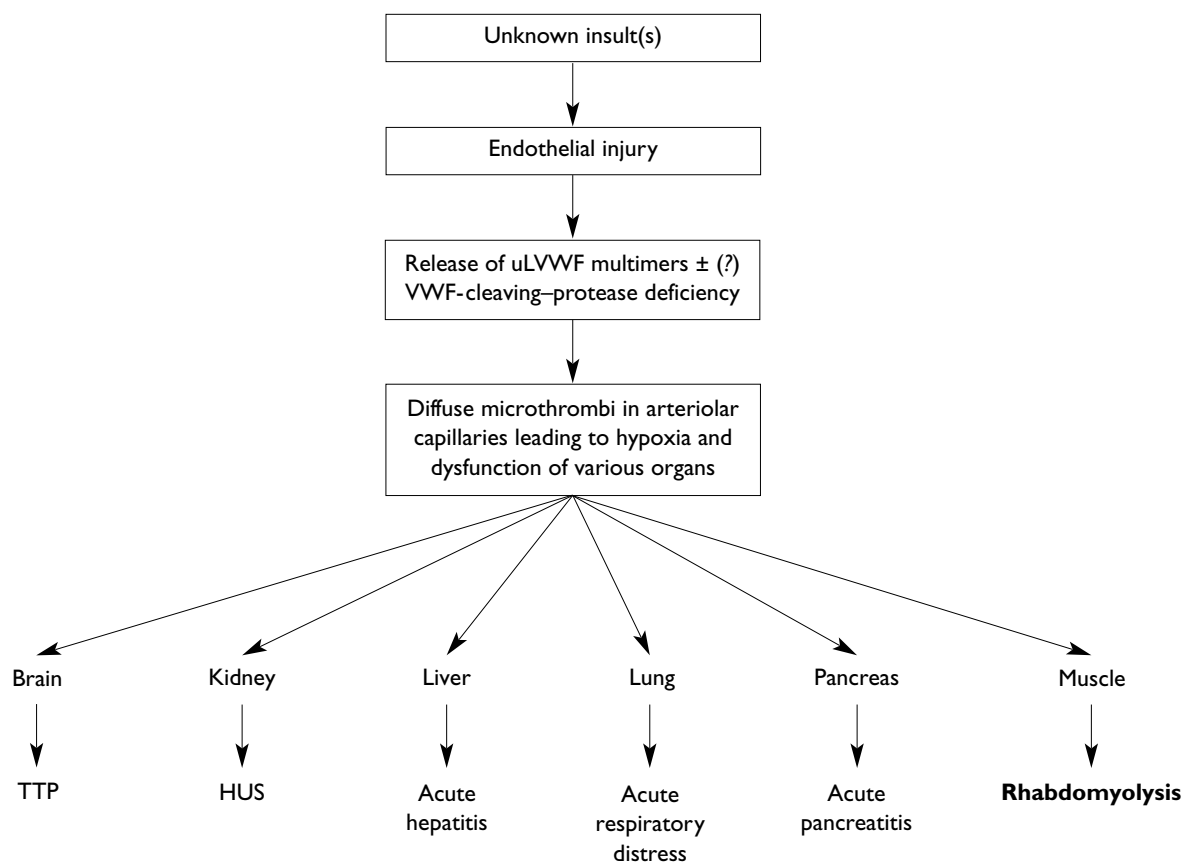 Unknown insult(s)
Endothelial injury
Release of uLVWF multimers ± (?)
VWF-cleaving–protease deficiency
Diffuse microthrombi in arteriolar
capillaries leading to hypoxia and
dysfunction of various organs
Brain
Kidney
Liver
Lung
Pancreas
Muscle
TTP
HUS
Acute
hepatitis
Acute
respiratory
distress
Acute
pancreatitis
Rhabdomyolysis